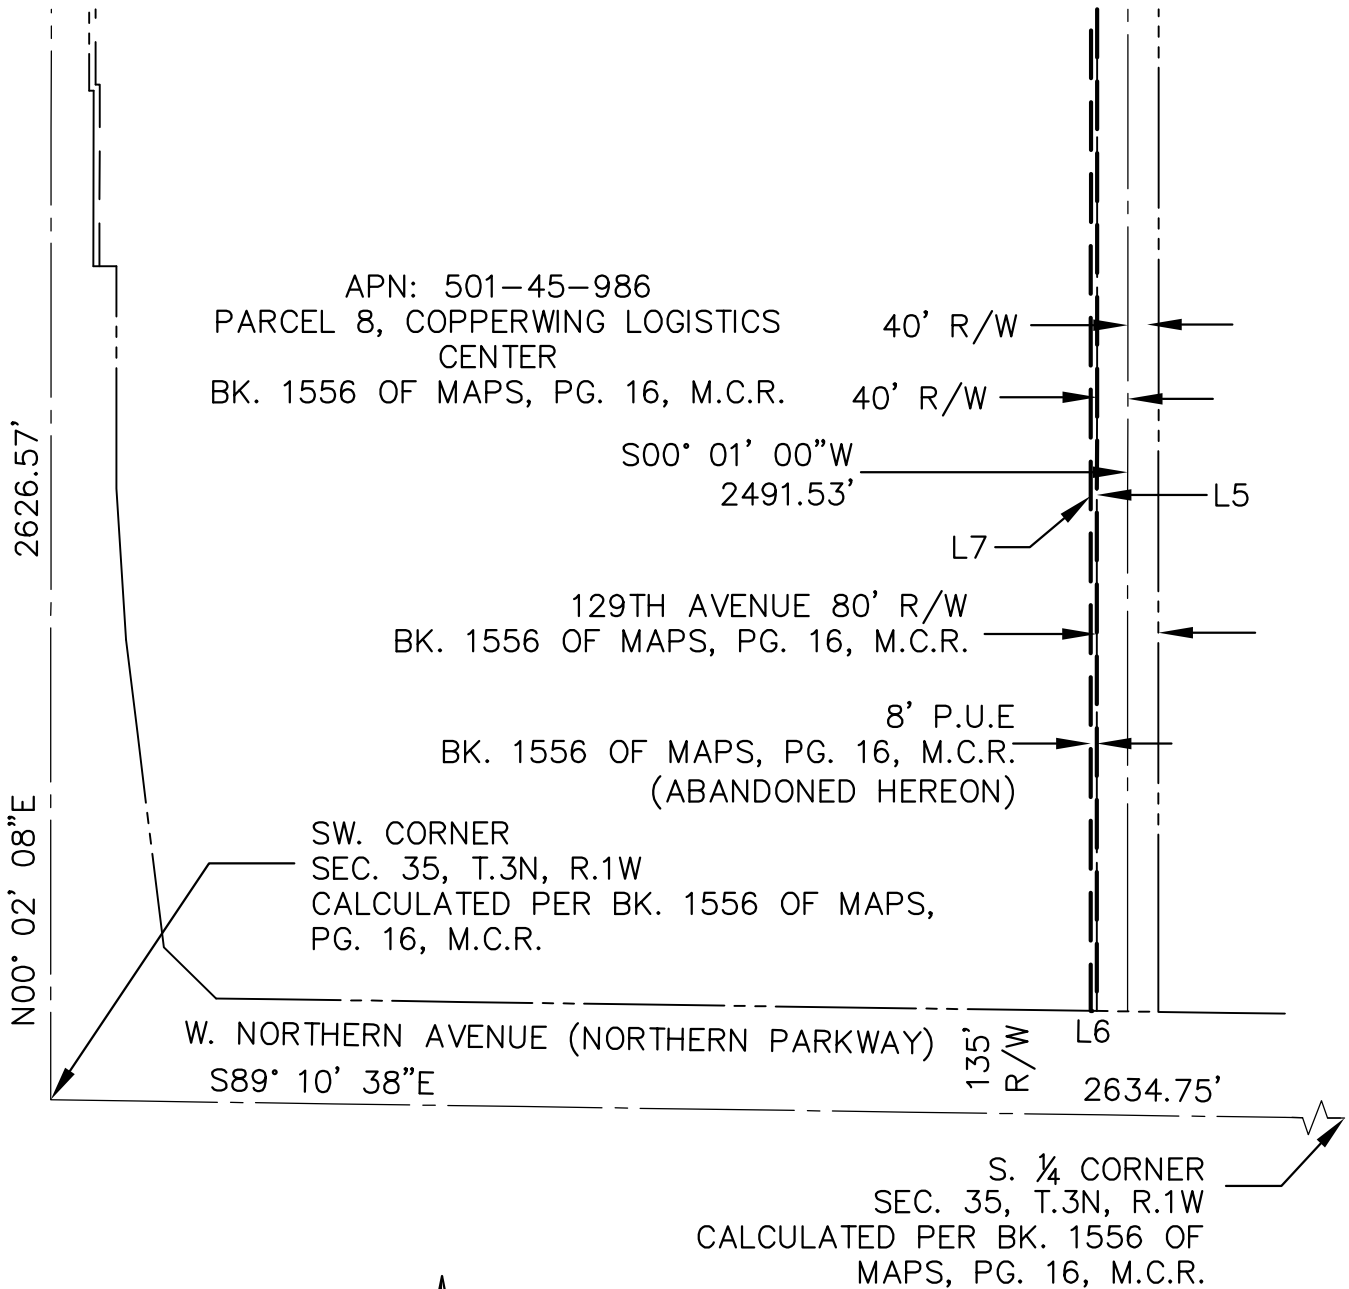 APN: 501-45-986
PARCEL 8, COPPERWING LOGISTICS
CENTER
BK. 1556 OF MAPS, PG. 16, M.C.R.
40' R/W
40' R/W
S00° 01' 00"W
2491.53'
L5
L7
129TH AVENUE 80' R/W
BK. 1556 OF MAPS, PG. 16, M.C.R.
8' P.U.E
BK. 1556 OF MAPS, PG. 16, M.C.R.
(ABANDONED HEREON)
2626.57'
N00° 02' 08"E
SW. CORNER
SEC. 35, T.3N, R.1W
CALCULATED PER BK. 1556 OF MAPS,
PG. 16, M.C.R.
W. NORTHERN AVENUE (NORTHERN PARKWAY)
135'
R/W
L6
S89° 10' 38"E
2634.75'
S. ¼ CORNER
SEC. 35, T.3N, R.1W
CALCULATED PER BK. 1556 OF
MAPS, PG. 16, M.C.R.